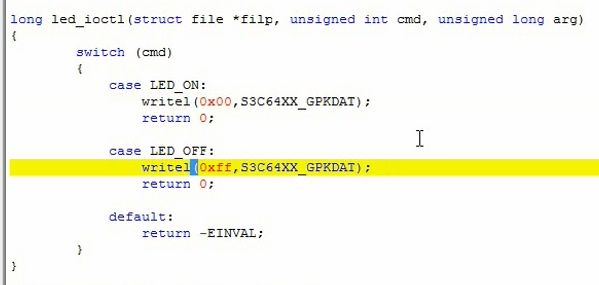 long led_ioctl(struct file *filp, unsigned int cmd, unsigned long arg)
{
switch (cmd)
{
case LED_ON:
writel(0x00,S3C64XX_GPKDAT);
return 0;
case LED_OFF:
writel(0xff,S3C64XX_GPKDAT);
return 0;
default:
return -EINVAL;
}
}